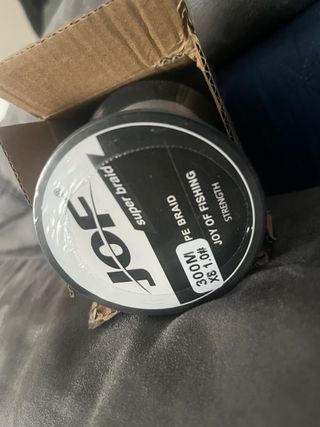 JOF
®
super braid
300M
X8 1.0#
PE BRAID
JOY OF FISHING
STRENGTH